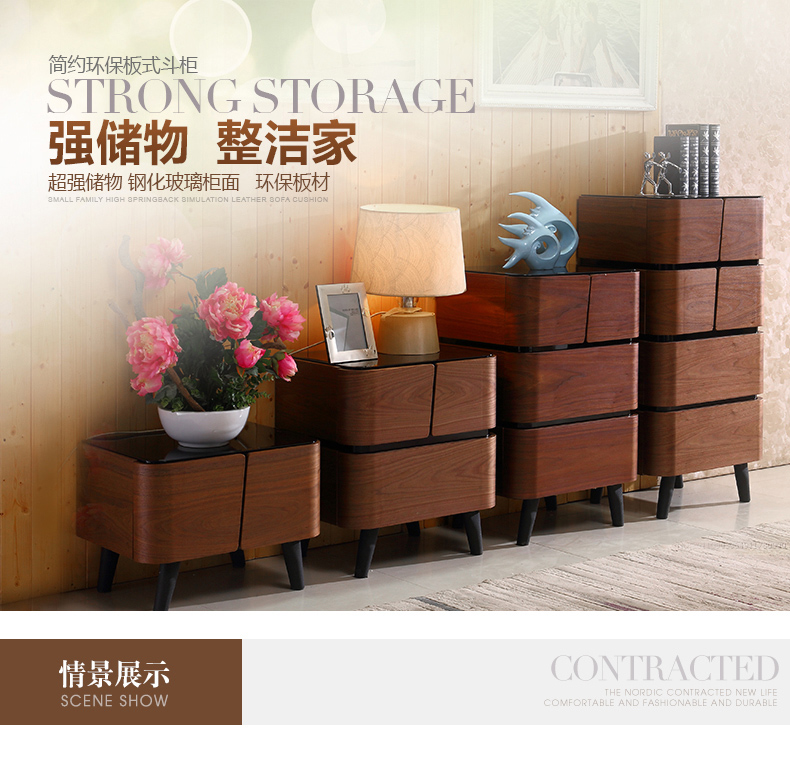 简约环保板式斗柜
STRONG STORAGE
强储物 整洁家
超强储物 钢化玻璃柜面 环保板材
SMALL FAMILY HIGH SPRINGBACK SIMULATION LEATHER SOFA CUSHION
情景展示
SCENE SHOW
CONTRACTED
THE NORDIC CONTRACTED NEW LIFE
COMFORTABLE AND FASHIONABLE AND DURABLE